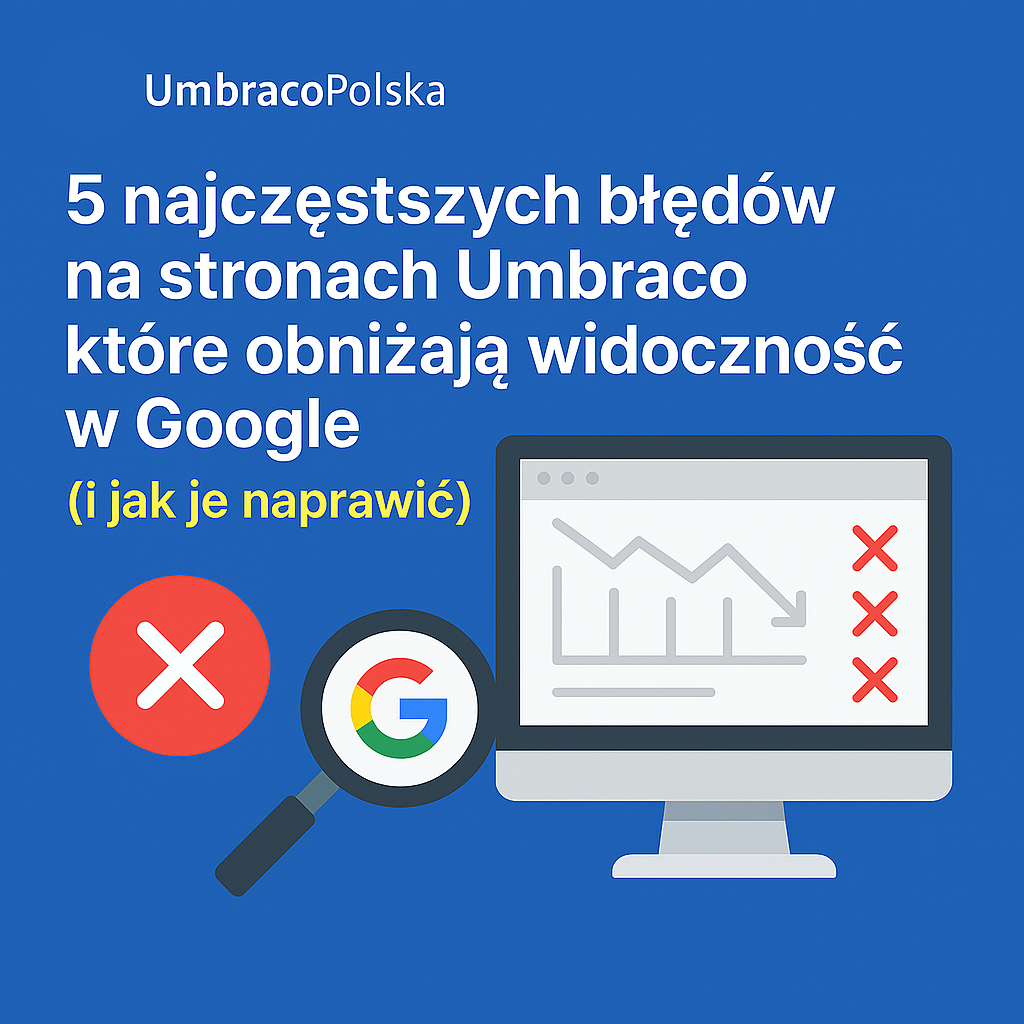 UmbracoPolska
5 najczęstszych błędów
na stronach Umbraco
które obniżają widoczność
w Google
(i jak je naprawić)
G